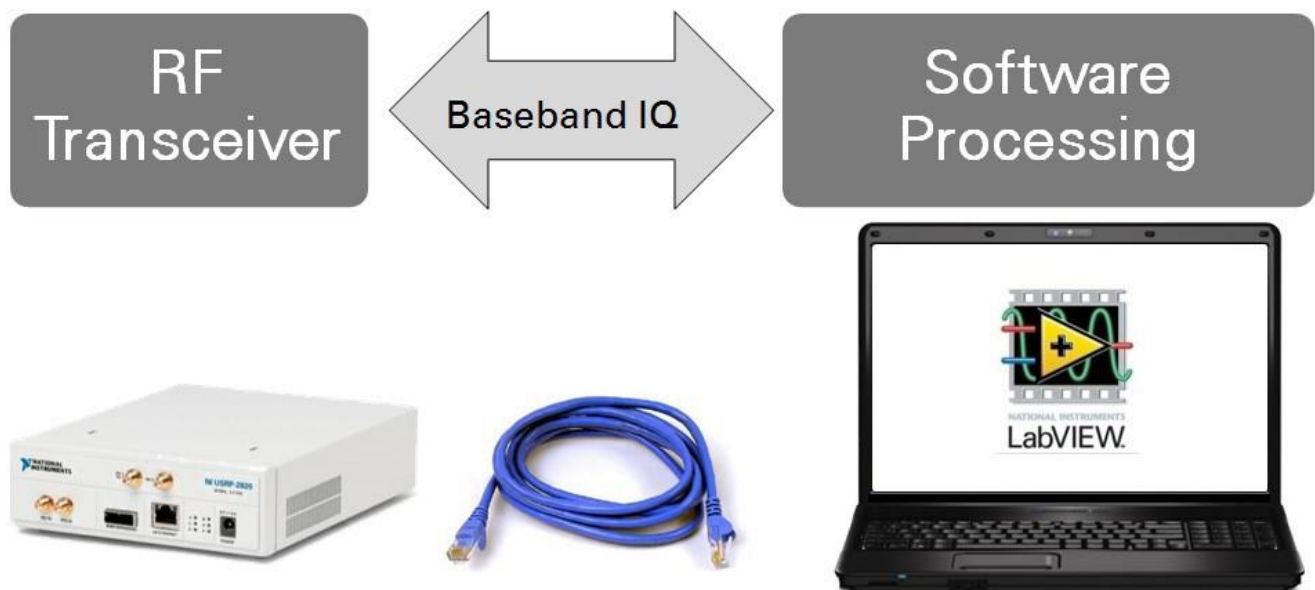 RF
Transceiver
Baseband IQ
Software
Processing
NATIONAL
INSTRUMENTS
NI USRP-2920
NATIONAL INSTRUMENTS
LabVIEW